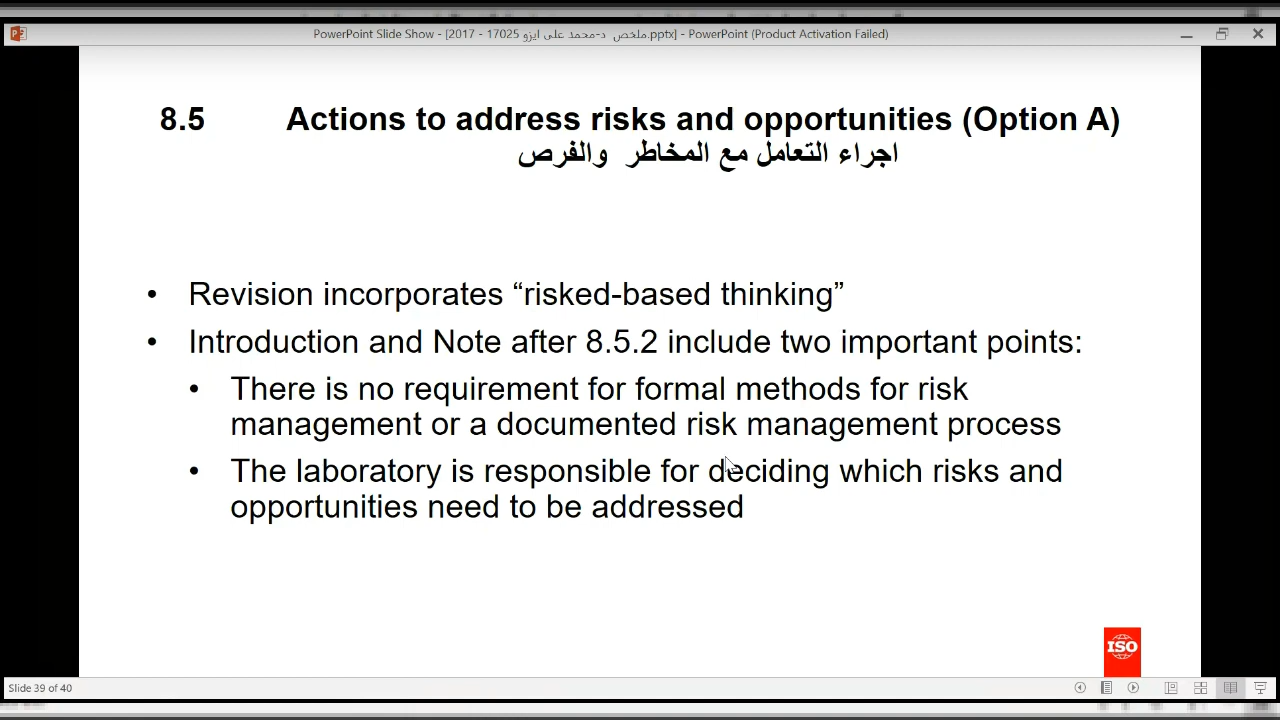 PowerPoint Slide Show - [2017 - 17025 ملخص د-محمد على ايزو.pptx] - PowerPoint (Product Activation Failed)
8.5 Actions to address risks and opportunities (Option A)
اجراء التعامل مع المخاطر والفرص
• Revision incorporates “risked-based thinking”
• Introduction and Note after 8.5.2 include two important points:
• There is no requirement for formal methods for risk
management or a documented risk management process
• The laboratory is responsible for deciding which risks and
opportunities need to be addressed
ISO
Slide 39 of 40